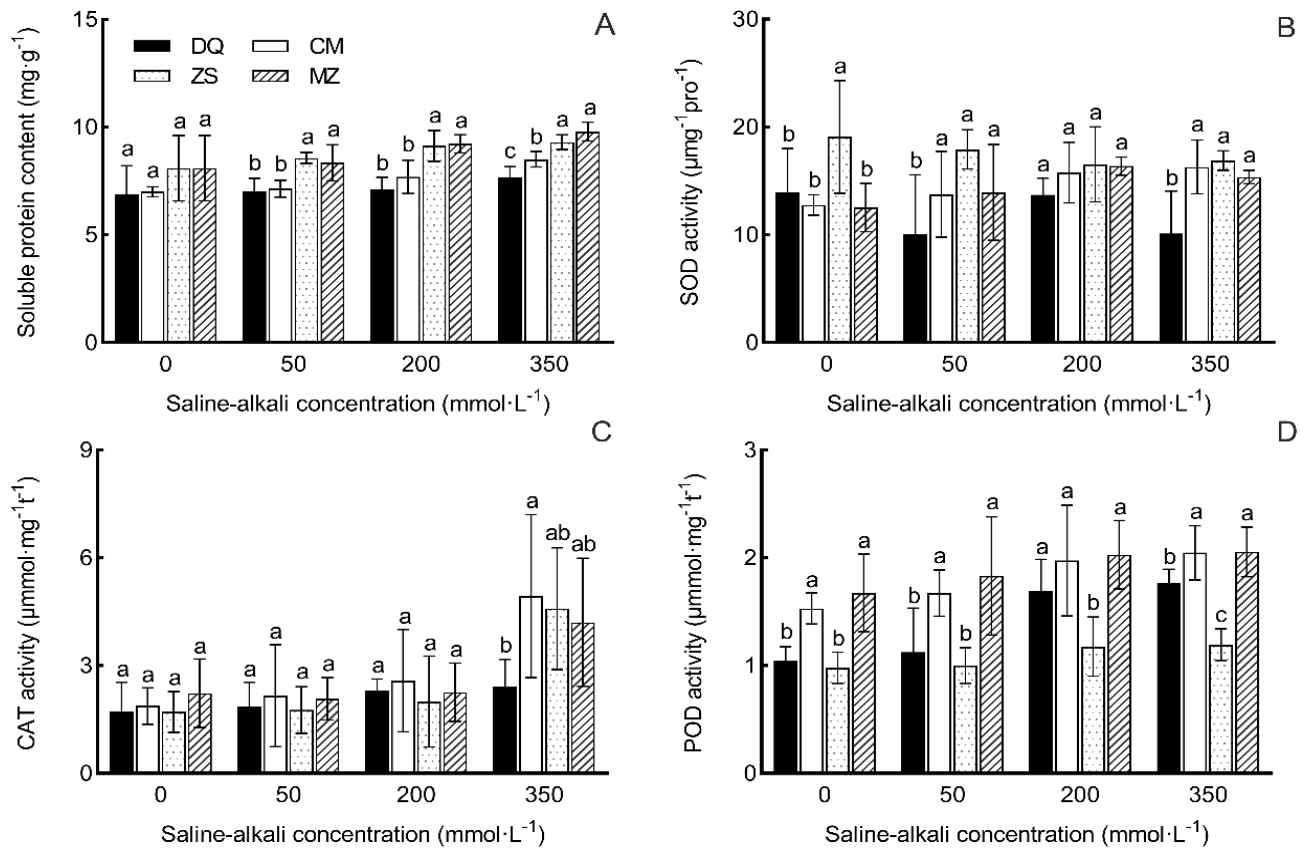 A
Soluble protein content (mg·g-1)
15
10
5
0
DQ CM
ZS MZ
a a a a b b a a b b a a c b a a
0 50 200 350
Saline-alkali concentration (mmol·L-1)
B
SOD activity (µmg-1pro-1)
30
20
10
0
b b a b b a a b a a a a b a a a
0 50 200 350
Saline-alkali concentration (mmol·L-1)
C
CAT activity (µmmol·mg-1t-1)
9
6
3
0
a a a a a a a a a a a a b a ab ab
0 50 200 350
Saline-alkali concentration (mmol·L-1)
D
POD activity (µmmol·mg-1t-1)
3
2
1
0
b a b a b a b a a a b a b a c a
0 50 200 350
Saline-alkali concentration (mmol·L-1)